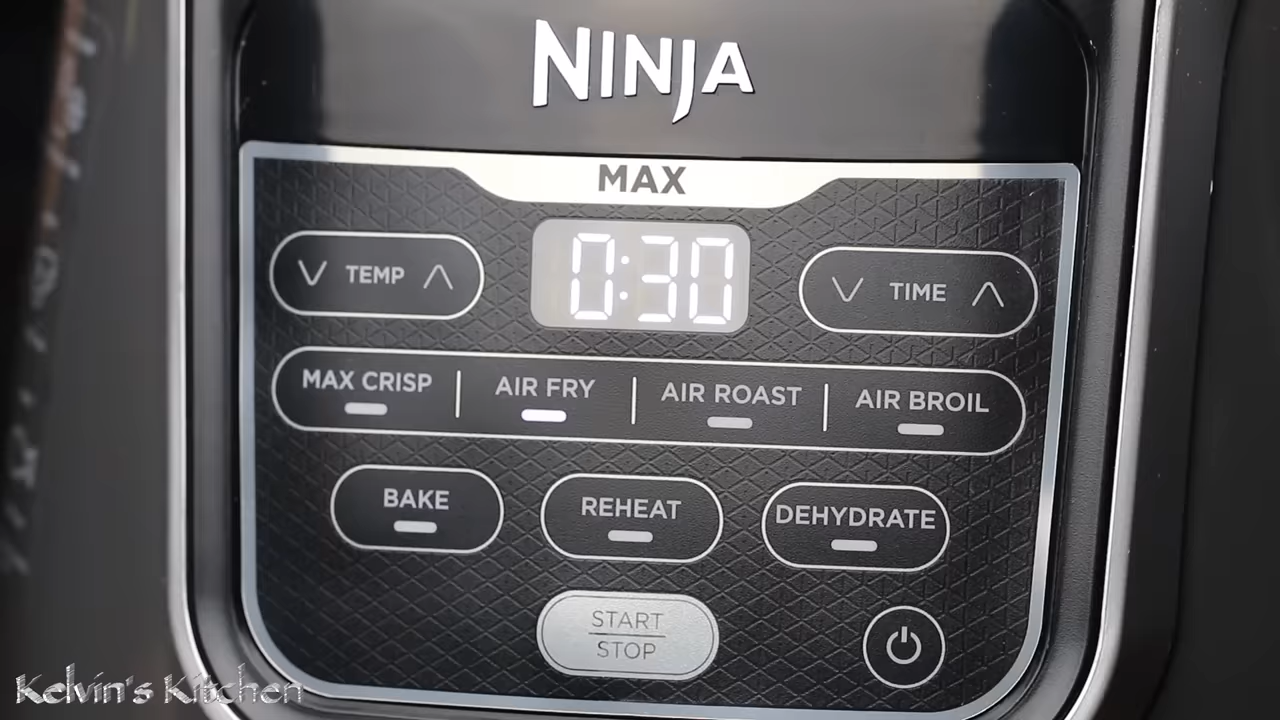 NINJA
MAX
TEMP
0:30
TIME
MAX CRISP
AIR FRY
AIR ROAST
AIR BROIL
BAKE
REHEAT
DEHYDRATE
START
STOP
Kelvin's Kitchen